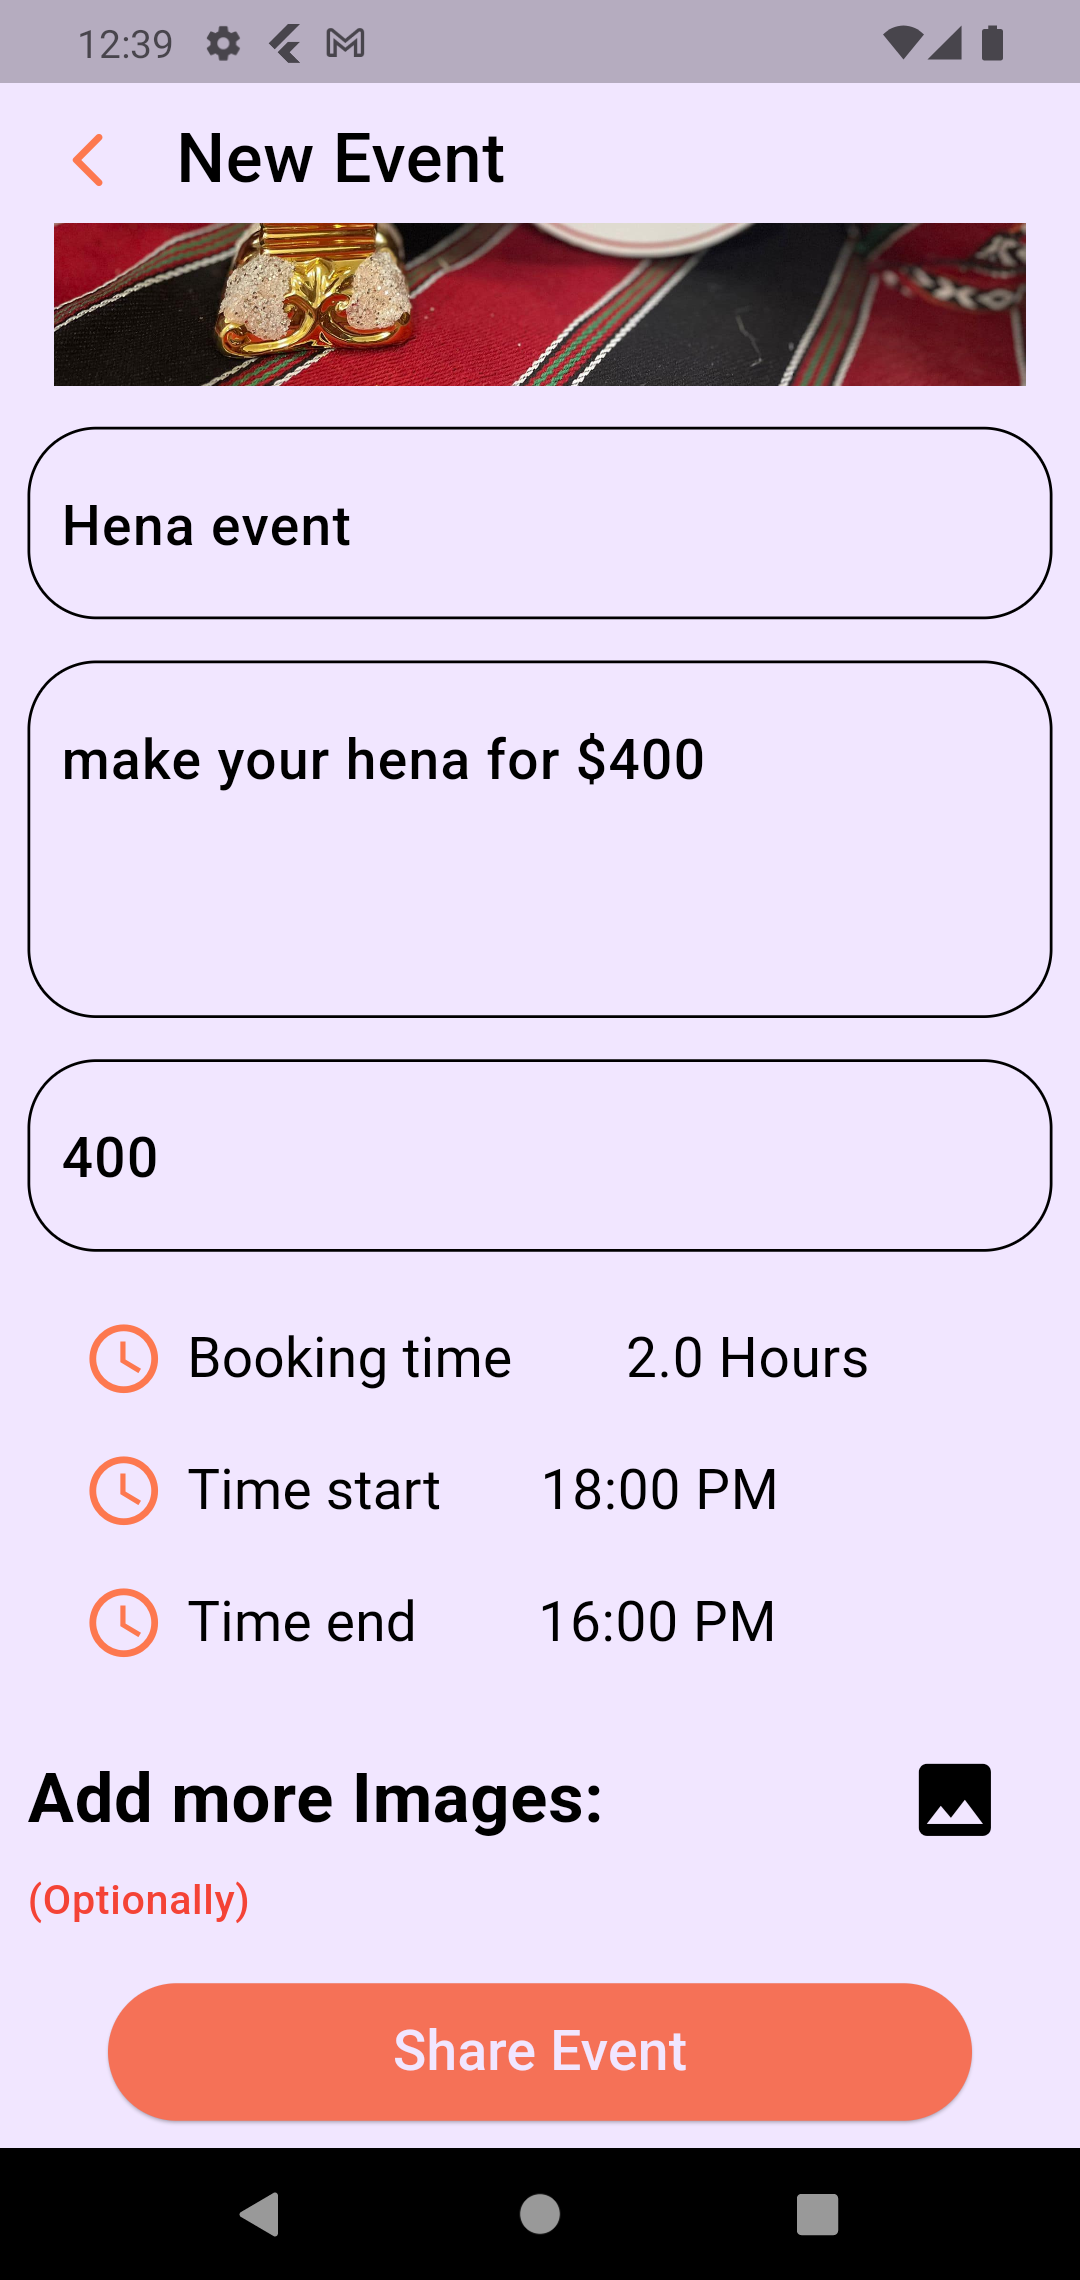 12:39
New Event
Hena event
make your hena for $400
400
Booking time 2.0 Hours
Time start 18:00 PM
Time end 16:00 PM
Add more Images:
(Optionally)
Share Event